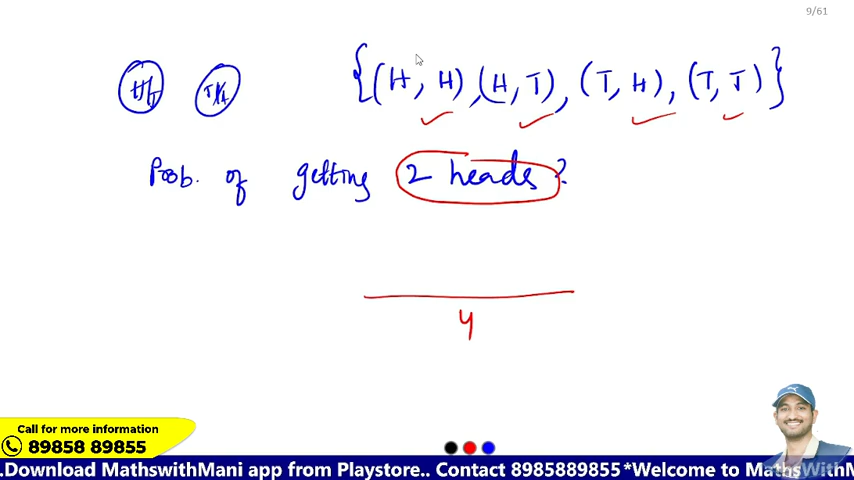 9/61
H/T T/H {(H, H), (H, T), (T, H), (T, T)}
Prob. of getting 2 heads?
4
Call for more information
89858 89855
.Download MathswithMani app from Playstore.. Contact 8985889855*Welcome to MathsWithM